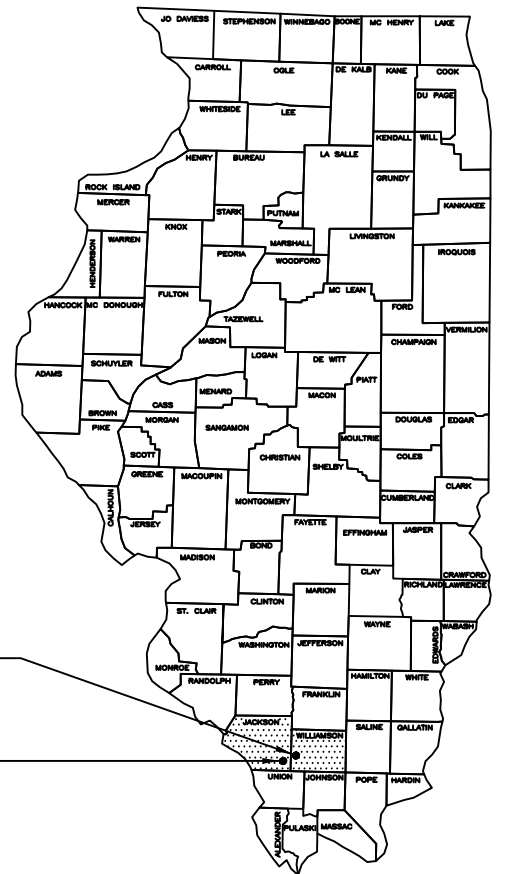 JO DAVIESS
STEPHENSON
WINNEBAGO
BOONE
MC HENRY
LAKE
CARROLL
OGLE
DE KALB
KANE
COOK
DU PAGE
WHITESIDE
LEE
KENDALL
WILL
LA SALLE
HENRY
BUREAU
GRUNDY
ROCK ISLAND
MERCER
KANKAKEE
STARK
PUTNAM
KNOX
LIVINGSTON
WARREN
HENDERSON
MARSHALL
PEORIA
WOODFORD
IROQUOIS
MC LEAN
FULTON
HANCOCK
MC DONOUGH
FORD
TAZEWELL
VERMILION
MASON
CHAMPAIGN
LOGAN
DE WITT
SCHUYLER
ADAMS
PIATT
MENARD
MACON
CASS
BROWN
MORGAN
DOUGLAS
EDGAR
PIKE
SANGAMON
MOULTRIE
SCOTT
CHRISTIAN
COLES
SHELBY
GREENE
MACOUPIN
CLARK
CUMBERLAND
MONTGOMERY
CALHOUN
FAYETTE
JERSEY
EFFINGHAM
JASPER
BOND
MADISON
CLAY
CRAWFORD
RICHLAND
LAWRENCE
MARION
CLINTON
ST. CLAIR
WAYNE
WABASH
EDWARDS
WASHINGTON
JEFFERSON
MONROE
RANDOLPH
PERRY
HAMILTON
WHITE
FRANKLIN
JACKSON
SALINE
GALLATIN
WILLIAMSON
UNION
JOHNSON
POPE
HARDIN
ALEXANDER
PULASKI
MASSAC